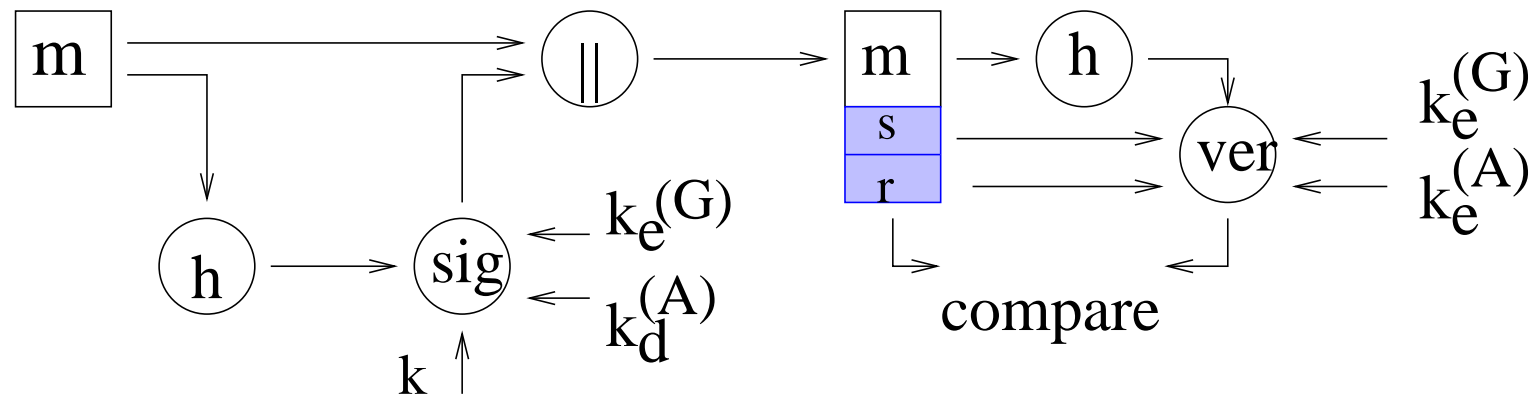 m
||
m
h
k_e^(G)
s
ver
r
k_e^(A)
h
sig
k_e^(G)
k_d^(A)
compare
k